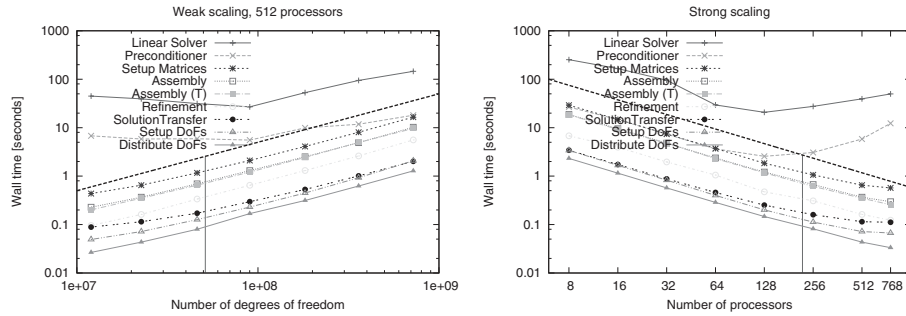 Weak scaling, 512 processors
Wall time [seconds]
1000
100
10
1
0.1
0.01
1e+07
1e+08
1e+09
Number of degrees of freedom
Linear Solver
Preconditioner
Setup Matrices
Assembly
Assembly (T)
Refinement
SolutionTransfer
Setup DoFs
Distribute DoFs
Strong scaling
Wall time [seconds]
1000
100
10
1
0.1
0.01
8
16
32
64
128
256
512
768
Number of processors
Linear Solver
Preconditioner
Setup Matrices
Assembly
Assembly (T)
Refinement
SolutionTransfer
Setup DoFs
Distribute DoFs